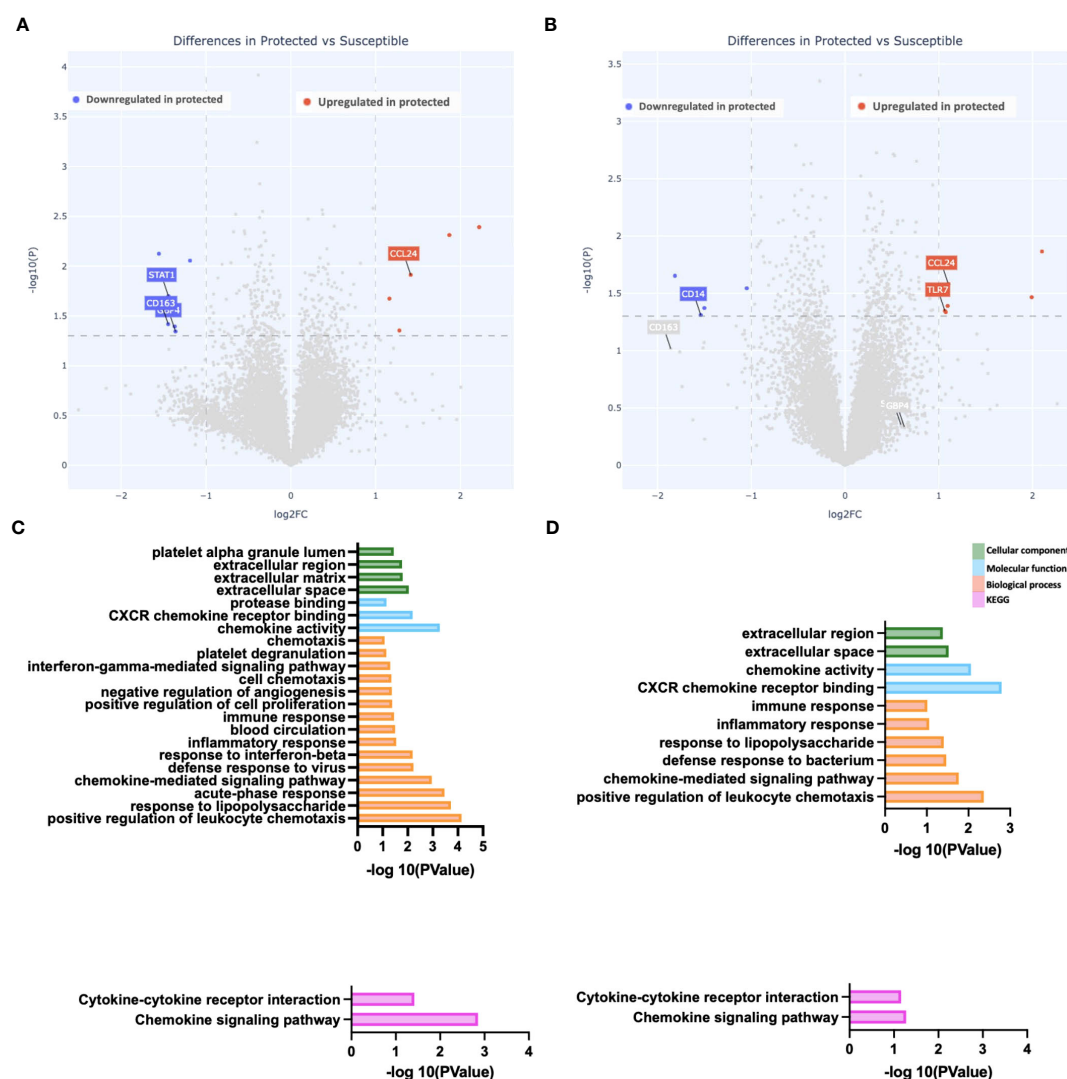 A
Differences in Protected vs Susceptible
4
3.5
3
2.5
2
1.5
1
0.5
0
-log10(P)
Downregulated in protected
Upregulated in protected
CCL24
STAT1
CD163
GBP4
−2
−1
0
1
2
log2FC
B
Differences in Protected vs Susceptible
3.5
3
2.5
2
1.5
1
0.5
0
-log10(P)
Downregulated in protected
Upregulated in protected
CCL24
TLR7
CD14
CD163
GBP4
−2
−1
0
1
2
log2FC
C
platelet alpha granule lumen
extracellular region
extracellular matrix
extracellular space
protease binding
CXCR chemokine receptor binding
chemokine activity
chemotaxis
platelet degranulation
interferon-gamma-mediated signaling pathway
cell chemotaxis
negative regulation of angiogenesis
positive regulation of cell proliferation
immune response
blood circulation
inflammatory response
response to interferon-beta
defense response to virus
chemokine-mediated signaling pathway
acute-phase response
response to lipopolysaccharide
positive regulation of leukocyte chemotaxis
0 1 2 3 4 5
-log 10(PValue)
Cytokine-cytokine receptor interaction
Chemokine signaling pathway
0 1 2 3 4
-log 10(PValue)
D
Cellular component
Molecular function
Biological process
KEGG
extracellular region
extracellular space
chemokine activity
CXCR chemokine receptor binding
immune response
inflammatory response
response to lipopolysaccharide
defense response to bacterium
chemokine-mediated signaling pathway
positive regulation of leukocyte chemotaxis
0 1 2 3
-log 10(PValue)
Cytokine-cytokine receptor interaction
Chemokine signaling pathway
0 1 2 3 4
-log 10(PValue)